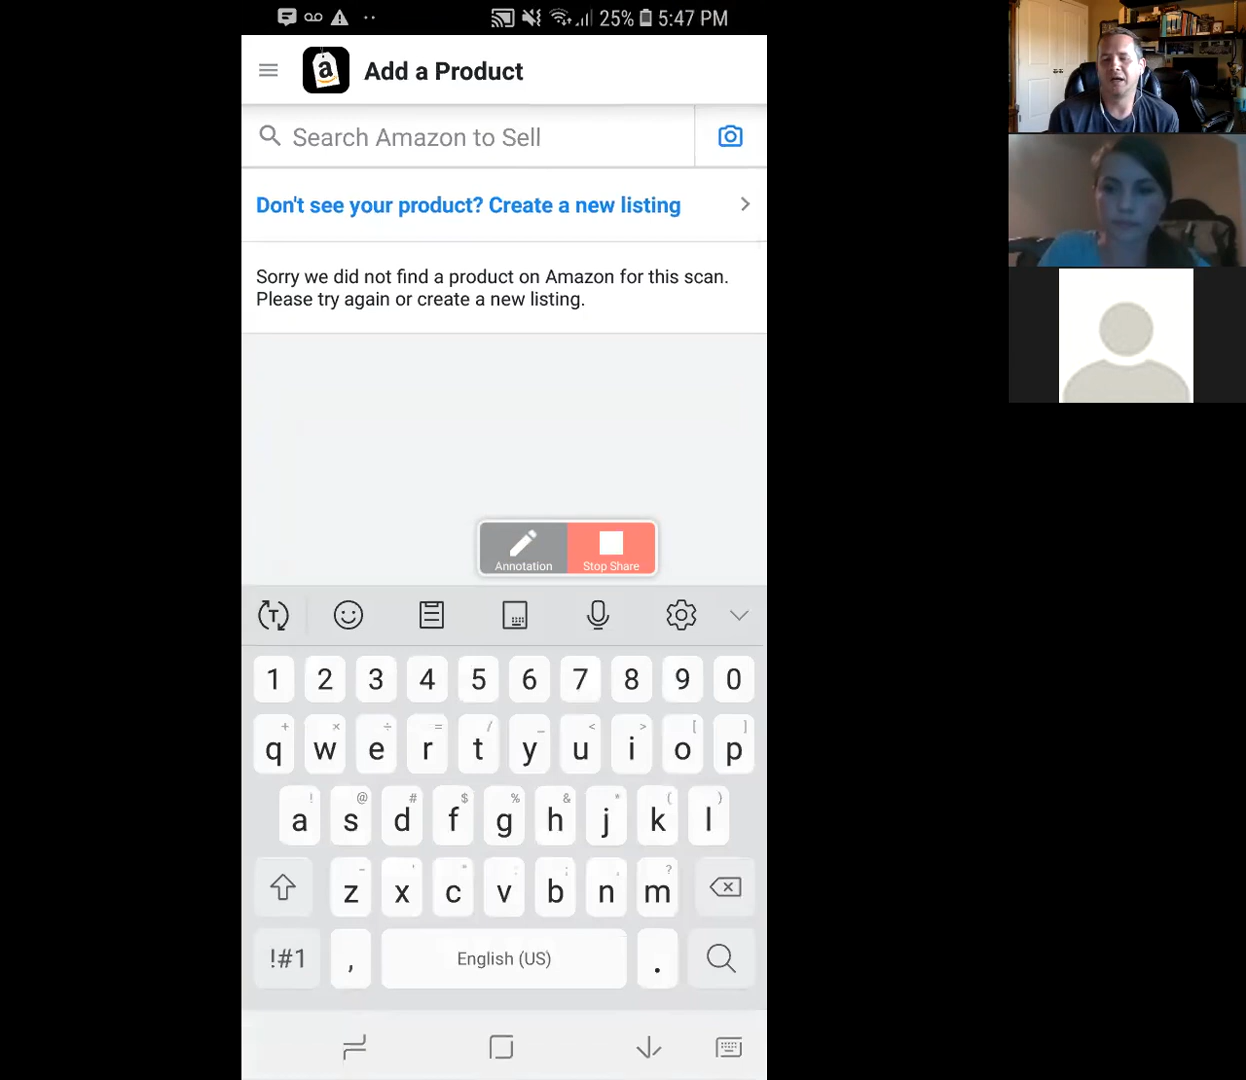 25% 5:47 PM
Add a Product
Search Amazon to Sell
Don't see your product? Create a new listing
Sorry we did not find a product on Amazon for this scan.
Please try again or create a new listing.
Annotation
Stop Share
T
1 2 3 4 5 6 7 8 9 0
+ × ÷ = / _ < > [ ]
q w e r t y u i o p
! @ # $ % & * ( )
a s d f g h j k l
- ' " : ; , ?
z x c v b n m
!#1 , English (US) .